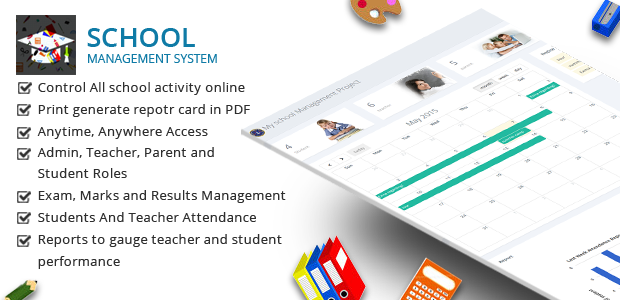 SCHOOL
MANAGEMENT SYSTEM
Control All school activity online
Print generate repotr card in PDF
Anytime, Anywhere Access
Admin, Teacher, Parent and
Student Roles
Exam, Marks and Results Management
Students And Teacher Attendance
Reports to gauge teacher and student
performance
My School Management Project
4
6
5
May 2015